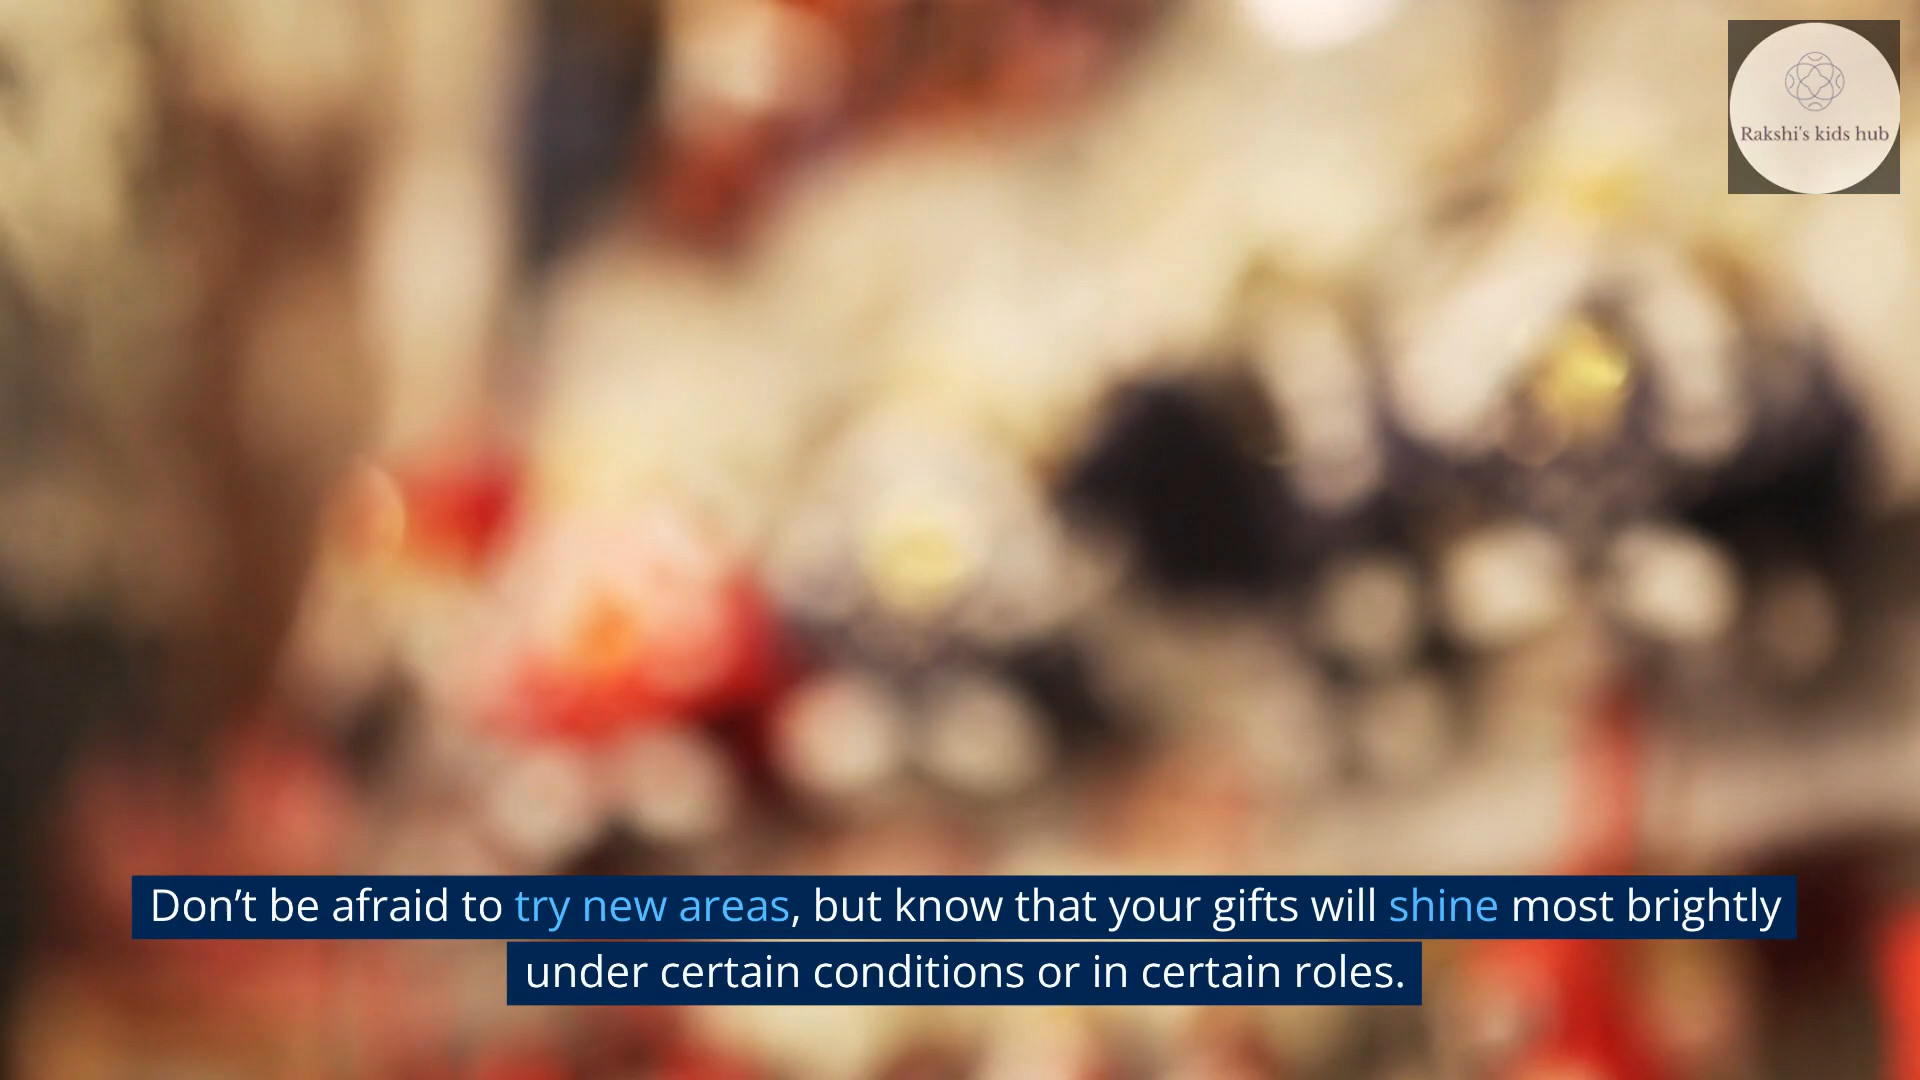 Rakshi's kids hub
Don’t be afraid to try new areas, but know that your gifts will shine most brightly
under certain conditions or in certain roles.